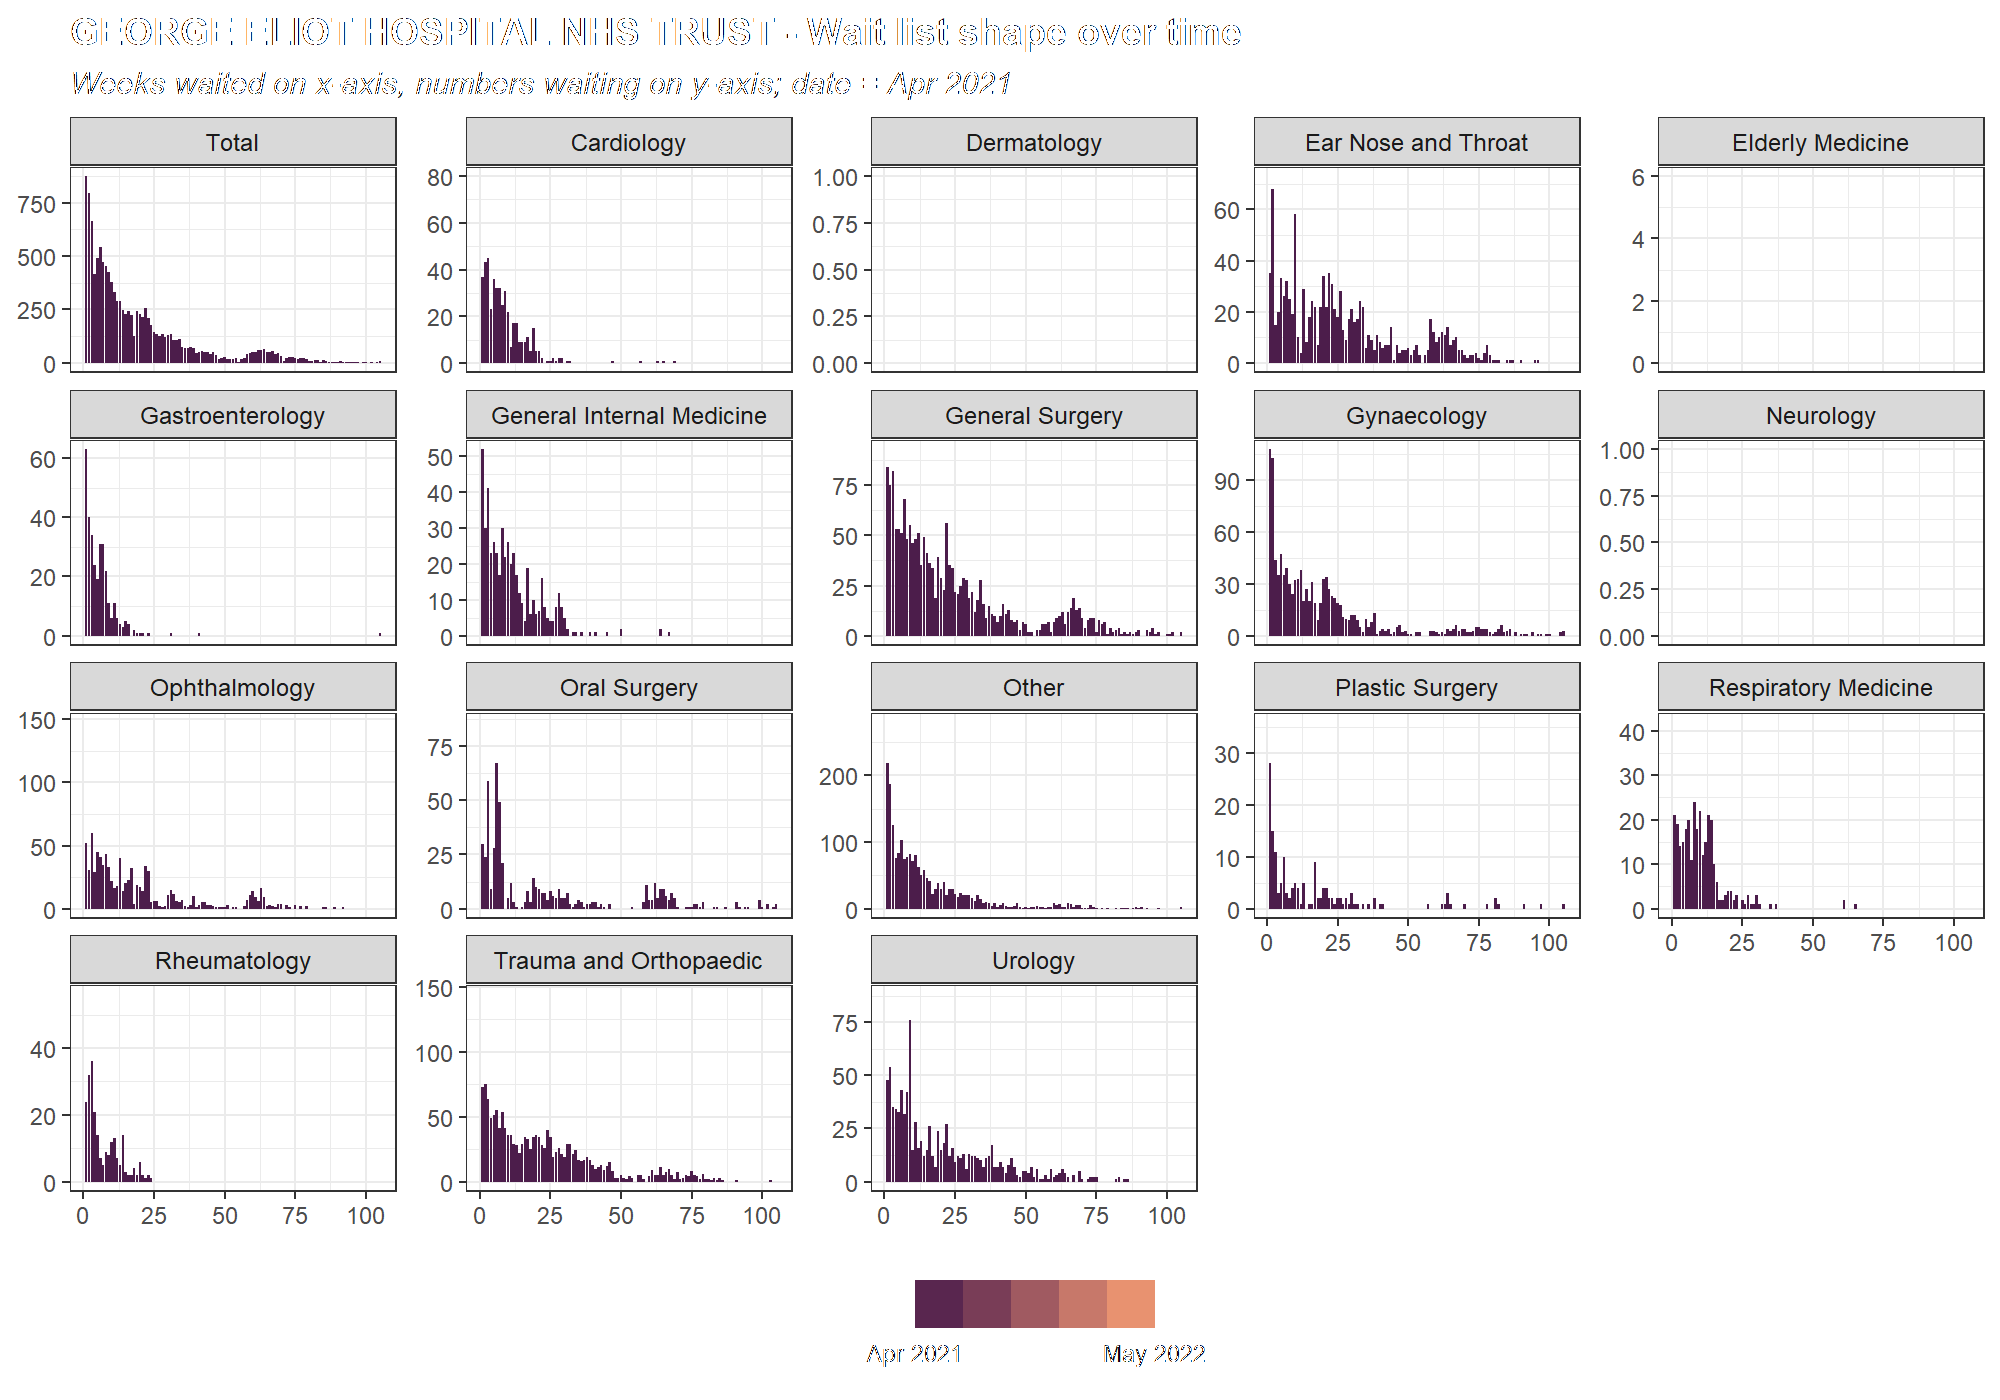 GEORGE ELIOT HOSPITAL NHS TRUST - Wait list shape over time
Weeks waited on x-axis, numbers waiting on y-axis; date = Apr 2021
Total
Cardiology
Dermatology
Ear Nose and Throat
Elderly Medicine
750
500
250
0
80
60
40
20
0
1.00
0.75
0.50
0.25
0.00
60
40
20
0
6
4
2
0
Gastroenterology
General Internal Medicine
General Surgery
Gynaecology
Neurology
60
40
20
0
50
40
30
20
10
0
75
50
25
0
90
60
30
0
1.00
0.75
0.50
0.25
0.00
Ophthalmology
Oral Surgery
Other
Plastic Surgery
Respiratory Medicine
150
100
50
0
75
50
25
0
200
100
0
30
20
10
0
40
30
20
10
0
0 25 50 75 100
0 25 50 75 100
Rheumatology
Trauma and Orthopaedic
Urology
40
20
0
150
100
50
0
75
50
25
0
0 25 50 75 100
0 25 50 75 100
0 25 50 75 100
Apr 2021
May 2022